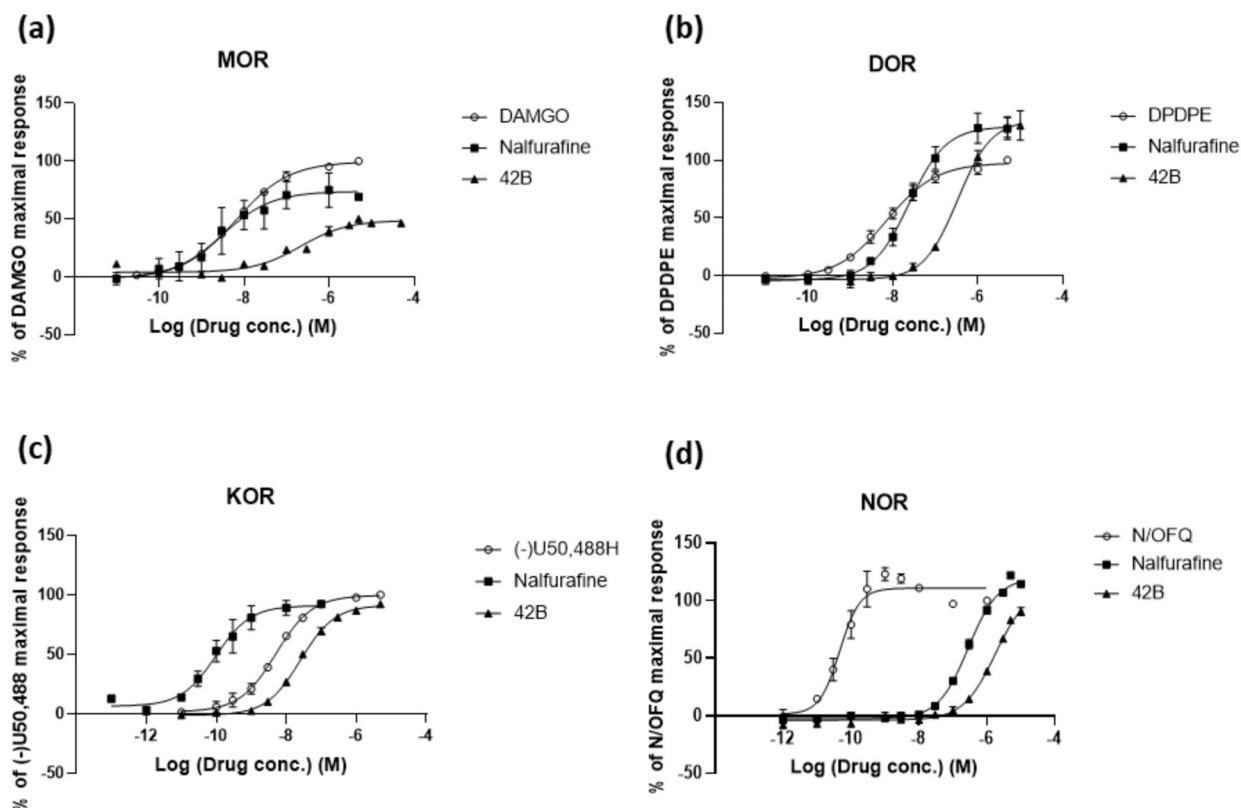 (a)
MOR
% of DAMGO maximal response
150
100
50
0
-50
-10
-8
-6
-4
Log (Drug conc.) (M)
DAMGO
Nalfurafine
42B
(b)
DOR
% of DPDPE maximal response
150
100
50
0
-50
-10
-8
-6
-4
Log (Drug conc.) (M)
DPDPE
Nalfurafine
42B
(c)
KOR
% of (-)U50,488 maximal response
150
100
50
0
-50
-12
-10
-8
-6
-4
Log (Drug conc.) (M)
(-)U50,488H
Nalfurafine
42B
(d)
NOR
% of N/OFQ maximal response
150
100
50
0
-50
-12
-10
-8
-6
-4
Log (Drug conc.) (M)
N/OFQ
Nalfurafine
42B